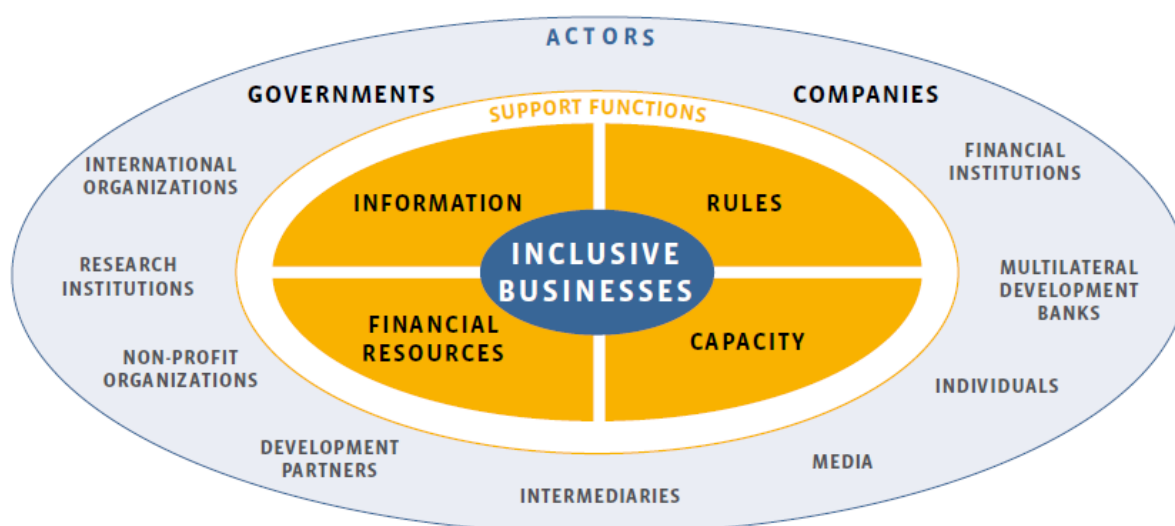 ACTORS
GOVERNMENTS
COMPANIES
SUPPORT FUNCTIONS
INTERNATIONAL
ORGANIZATIONS
FINANCIAL
INSTITUTIONS
INFORMATION
RULES
INCLUSIVE
BUSINESSES
RESEARCH
INSTITUTIONS
MULTILATERAL
DEVELOPMENT
BANKS
FINANCIAL
RESOURCES
CAPACITY
NON-PROFIT
ORGANIZATIONS
INDIVIDUALS
DEVELOPMENT
PARTNERS
MEDIA
INTERMEDIARIES